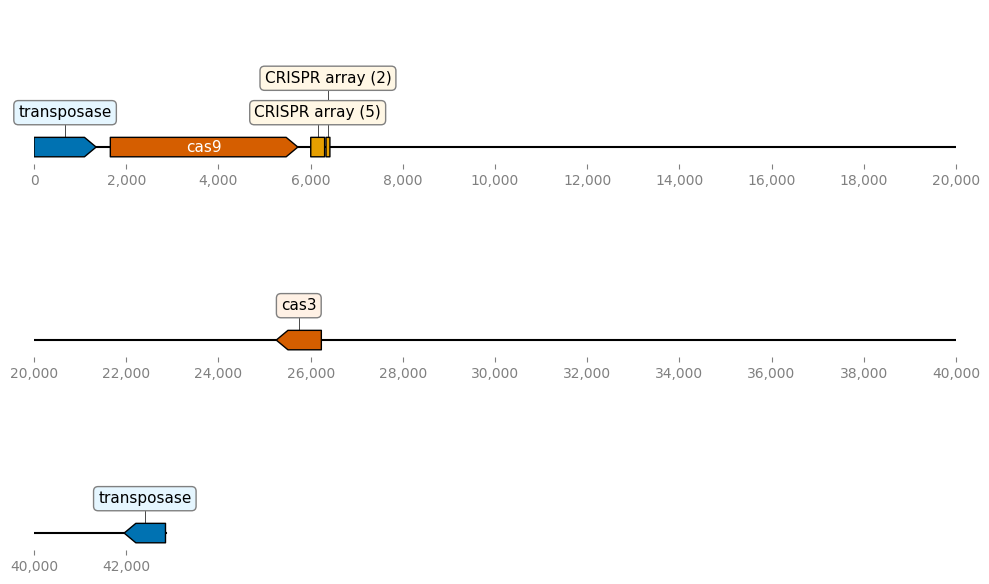 CRISPR array (2)
transposase CRISPR array (5)
cas9
0 2,000 4,000 6,000 8,000 10,000 12,000 14,000 16,000 18,000 20,000
cas3
20,000 22,000 24,000 26,000 28,000 30,000 32,000 34,000 36,000 38,000 40,000
transposase
40,000 42,000